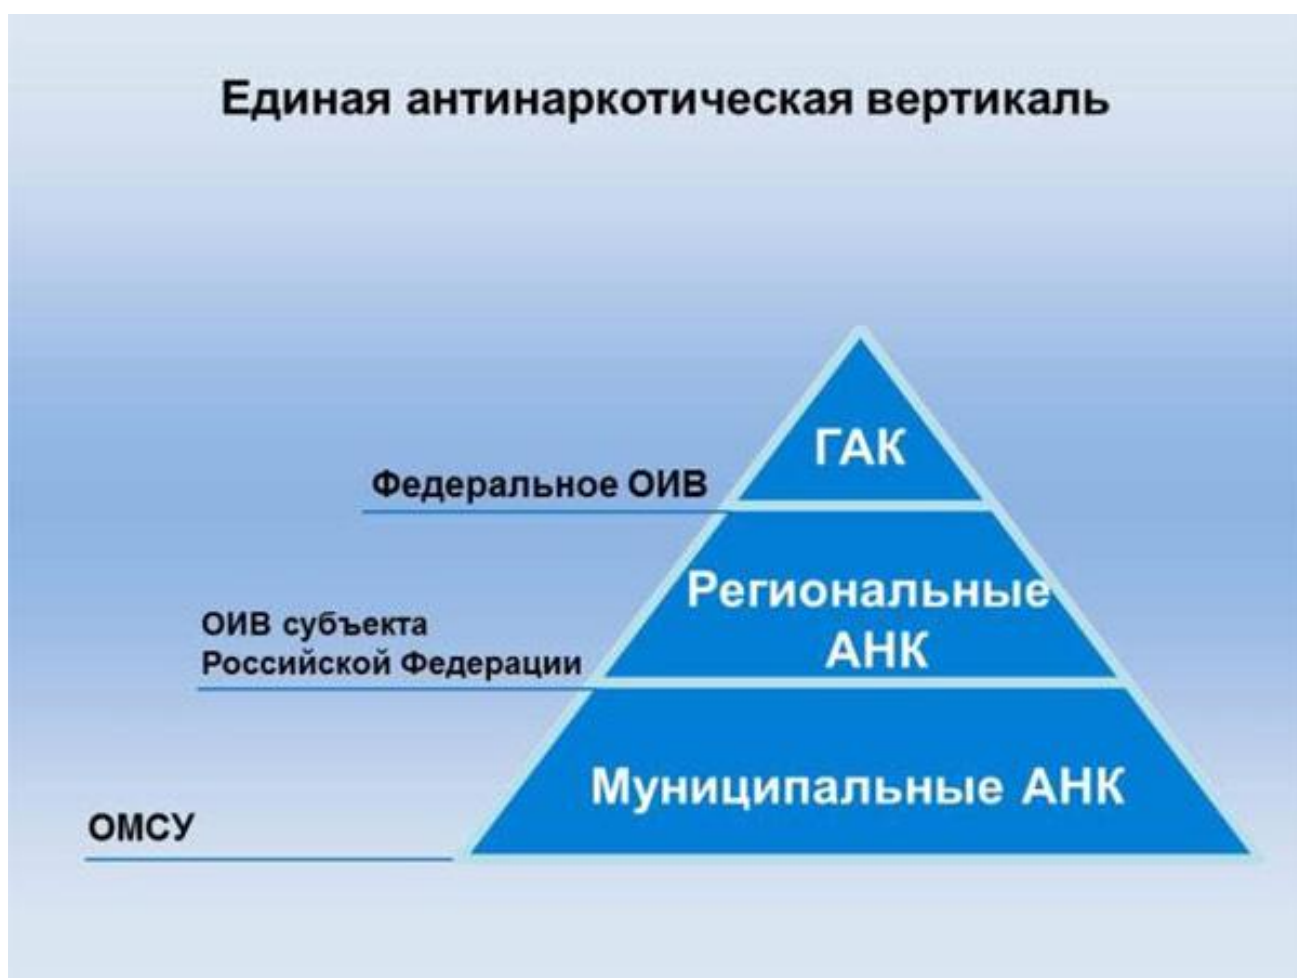 Единая антинаркотическая вертикаль
ГАК
Федеральное ОИВ
Региональные
АНК
ОИВ субъекта
Российской Федерации
Муниципальные АНК
ОМСУ